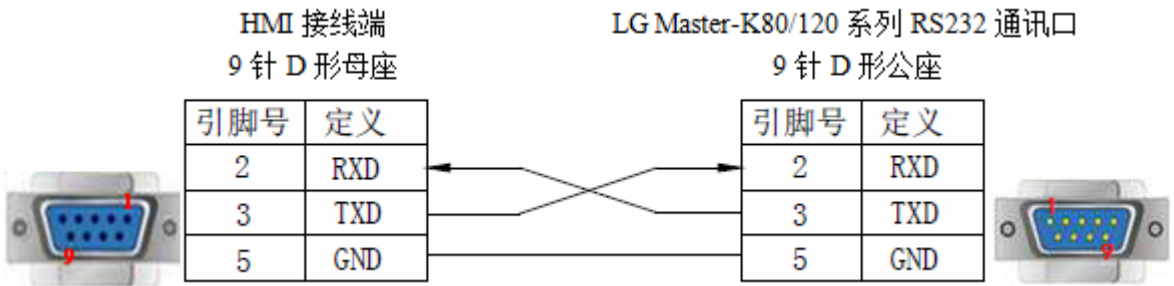 HMI 接线端 LG Master-K80/120 系列 RS232 通讯口
9 针 D 形母座 9 针 D 形公座
引脚号 定义 引脚号 定义
2 RXD 2 RXD
3 TXD 3 TXD
5 GND 5 GND
1
9
1
9